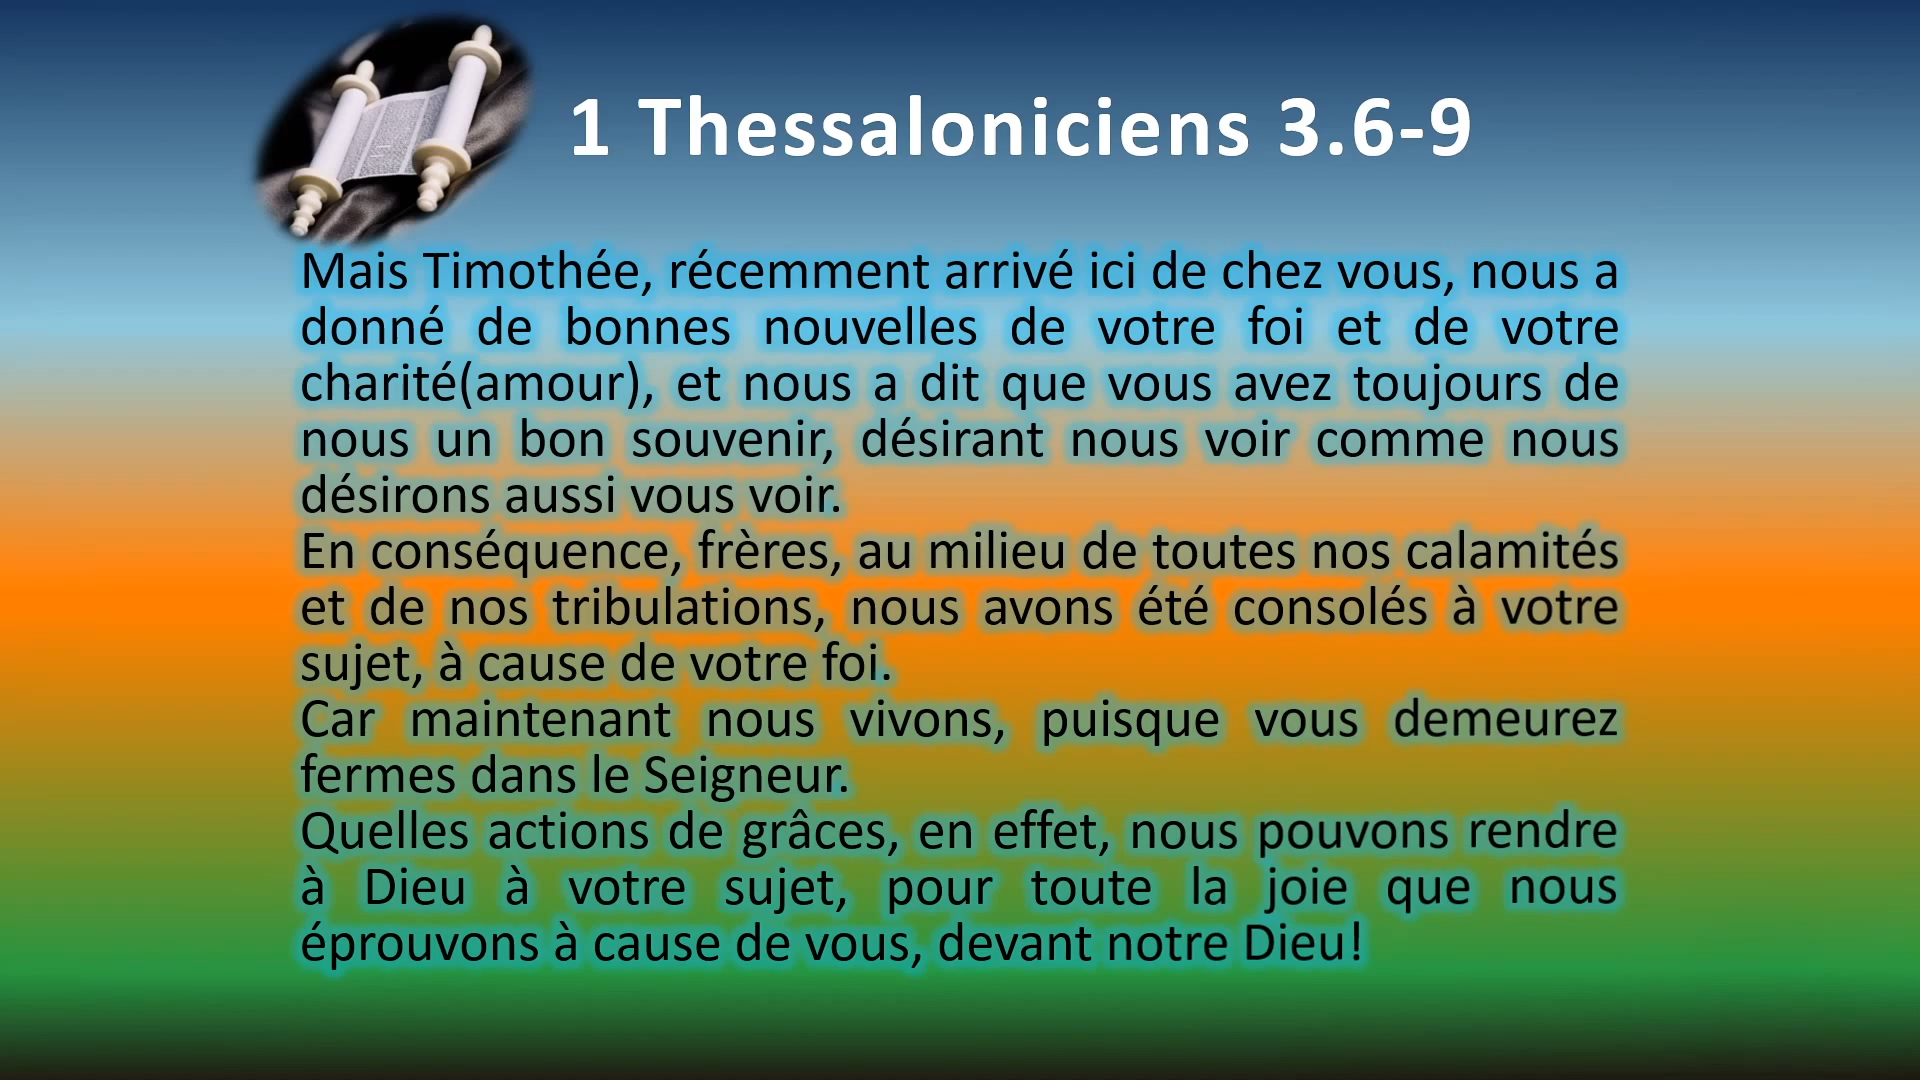 1 Thessaloniciens 3.6-9
Mais Timothée, récemment arrivé ici de chez vous, nous a
donné de bonnes nouvelles de votre foi et de votre
charité(amour), et nous a dit que vous avez toujours de
nous un bon souvenir, désirant nous voir comme nous
désirons aussi vous voir.
En conséquence, frères, au milieu de toutes nos calamités
et de nos tribulations, nous avons été consolés à votre
sujet, à cause de votre foi.
Car maintenant nous vivons, puisque vous demeurez
fermes dans le Seigneur.
Quelles actions de grâces, en effet, nous pouvons rendre
à Dieu à votre sujet, pour toute la joie que nous
éprouvons à cause de vous, devant notre Dieu!